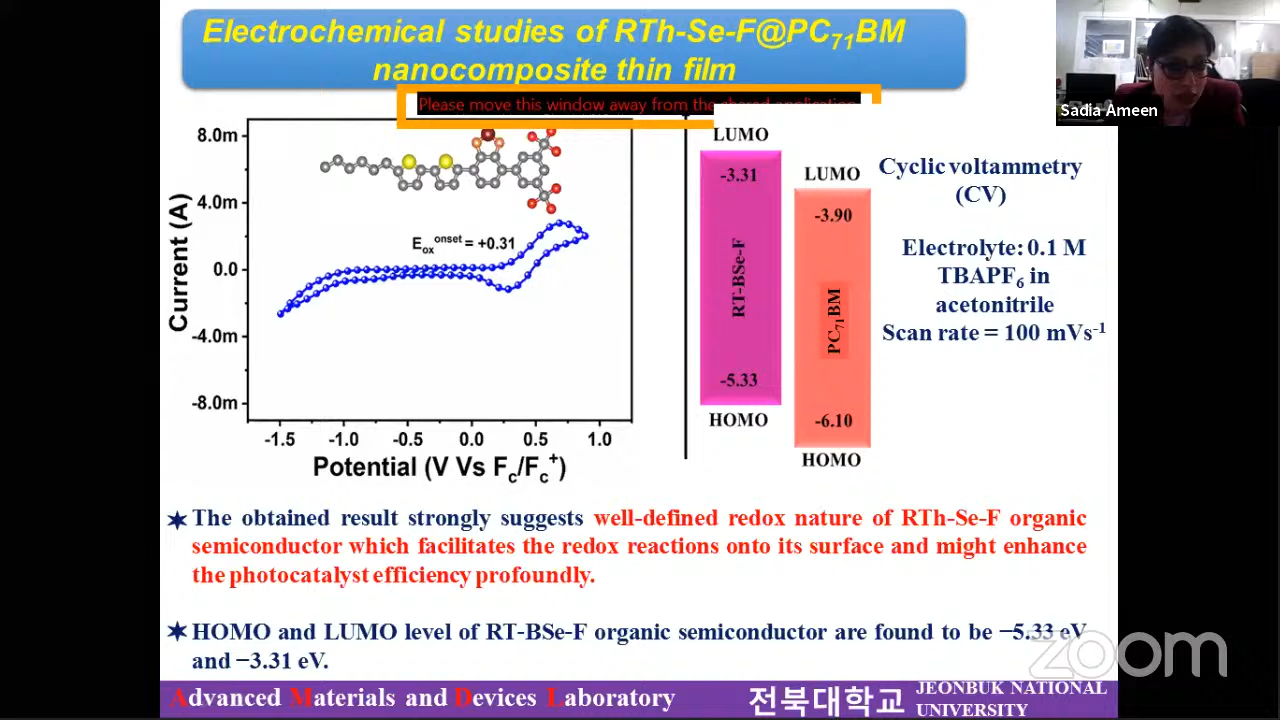 Electrochemical studies of RTh-Se-F@PC71BM
nanocomposite thin film
Please move this window away from the shared application
Sadia Ameen
8.0m
4.0m
0.0
-4.0m
-8.0m
Current (A)
Eox onset = +0.31
-1.5 -1.0 -0.5 0.0 0.5 1.0
Potential (V Vs Fc/Fc+)
LUMO
-3.31
RT-BSe-F
-5.33
HOMO
LUMO
-3.90
PC71BM
-6.10
HOMO
Cyclic voltammetry
(CV)
Electrolyte: 0.1 M
TBAPF6 in
acetonitrile
Scan rate = 100 mVs-1
The obtained result strongly suggests well-defined redox nature of RTh-Se-F organic
semiconductor which facilitates the redox reactions onto its surface and might enhance
the photocatalyst efficiency profoundly.
HOMO and LUMO level of RT-BSe-F organic semiconductor are found to be −5.33 eV
and −3.31 eV.
zoom
Advanced Materials and Devices Laboratory
전북대학교
JEONBUK NATIONAL
UNIVERSITY